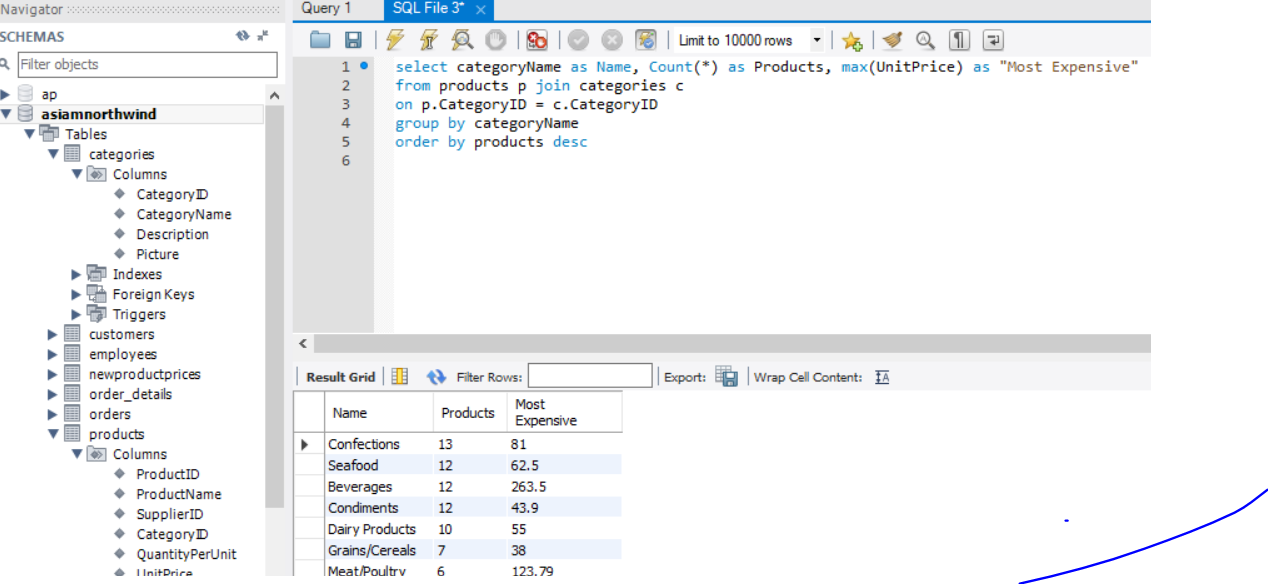 Navigator
SCHEMAS
Filter objects
ap
asiamnorthwind
Tables
categories
Columns
CategoryID
CategoryName
Description
Picture
Indexes
Foreign Keys
Triggers
customers
employees
newproductprices
order_details
orders
products
Columns
ProductID
ProductName
SupplierID
CategoryID
QuantityPerUnit
UnitPrice
Query 1 SQL File 3*
Limit to 10000 rows
1 select categoryName as Name, Count(*) as Products, max(UnitPrice) as "Most Expensive"
2 from products p join categories c
3 on p.CategoryID = c.CategoryID
4 group by categoryName
5 order by products desc
6
Result Grid Filter Rows: Export: Wrap Cell Content:
Name Products Most Expensive
Confections 13 81
Seafood 12 62.5
Beverages 12 263.5
Condiments 12 43.9
Dairy Products 10 55
Grains/Cereals 7 38
Meat/Poultry 6 123.79